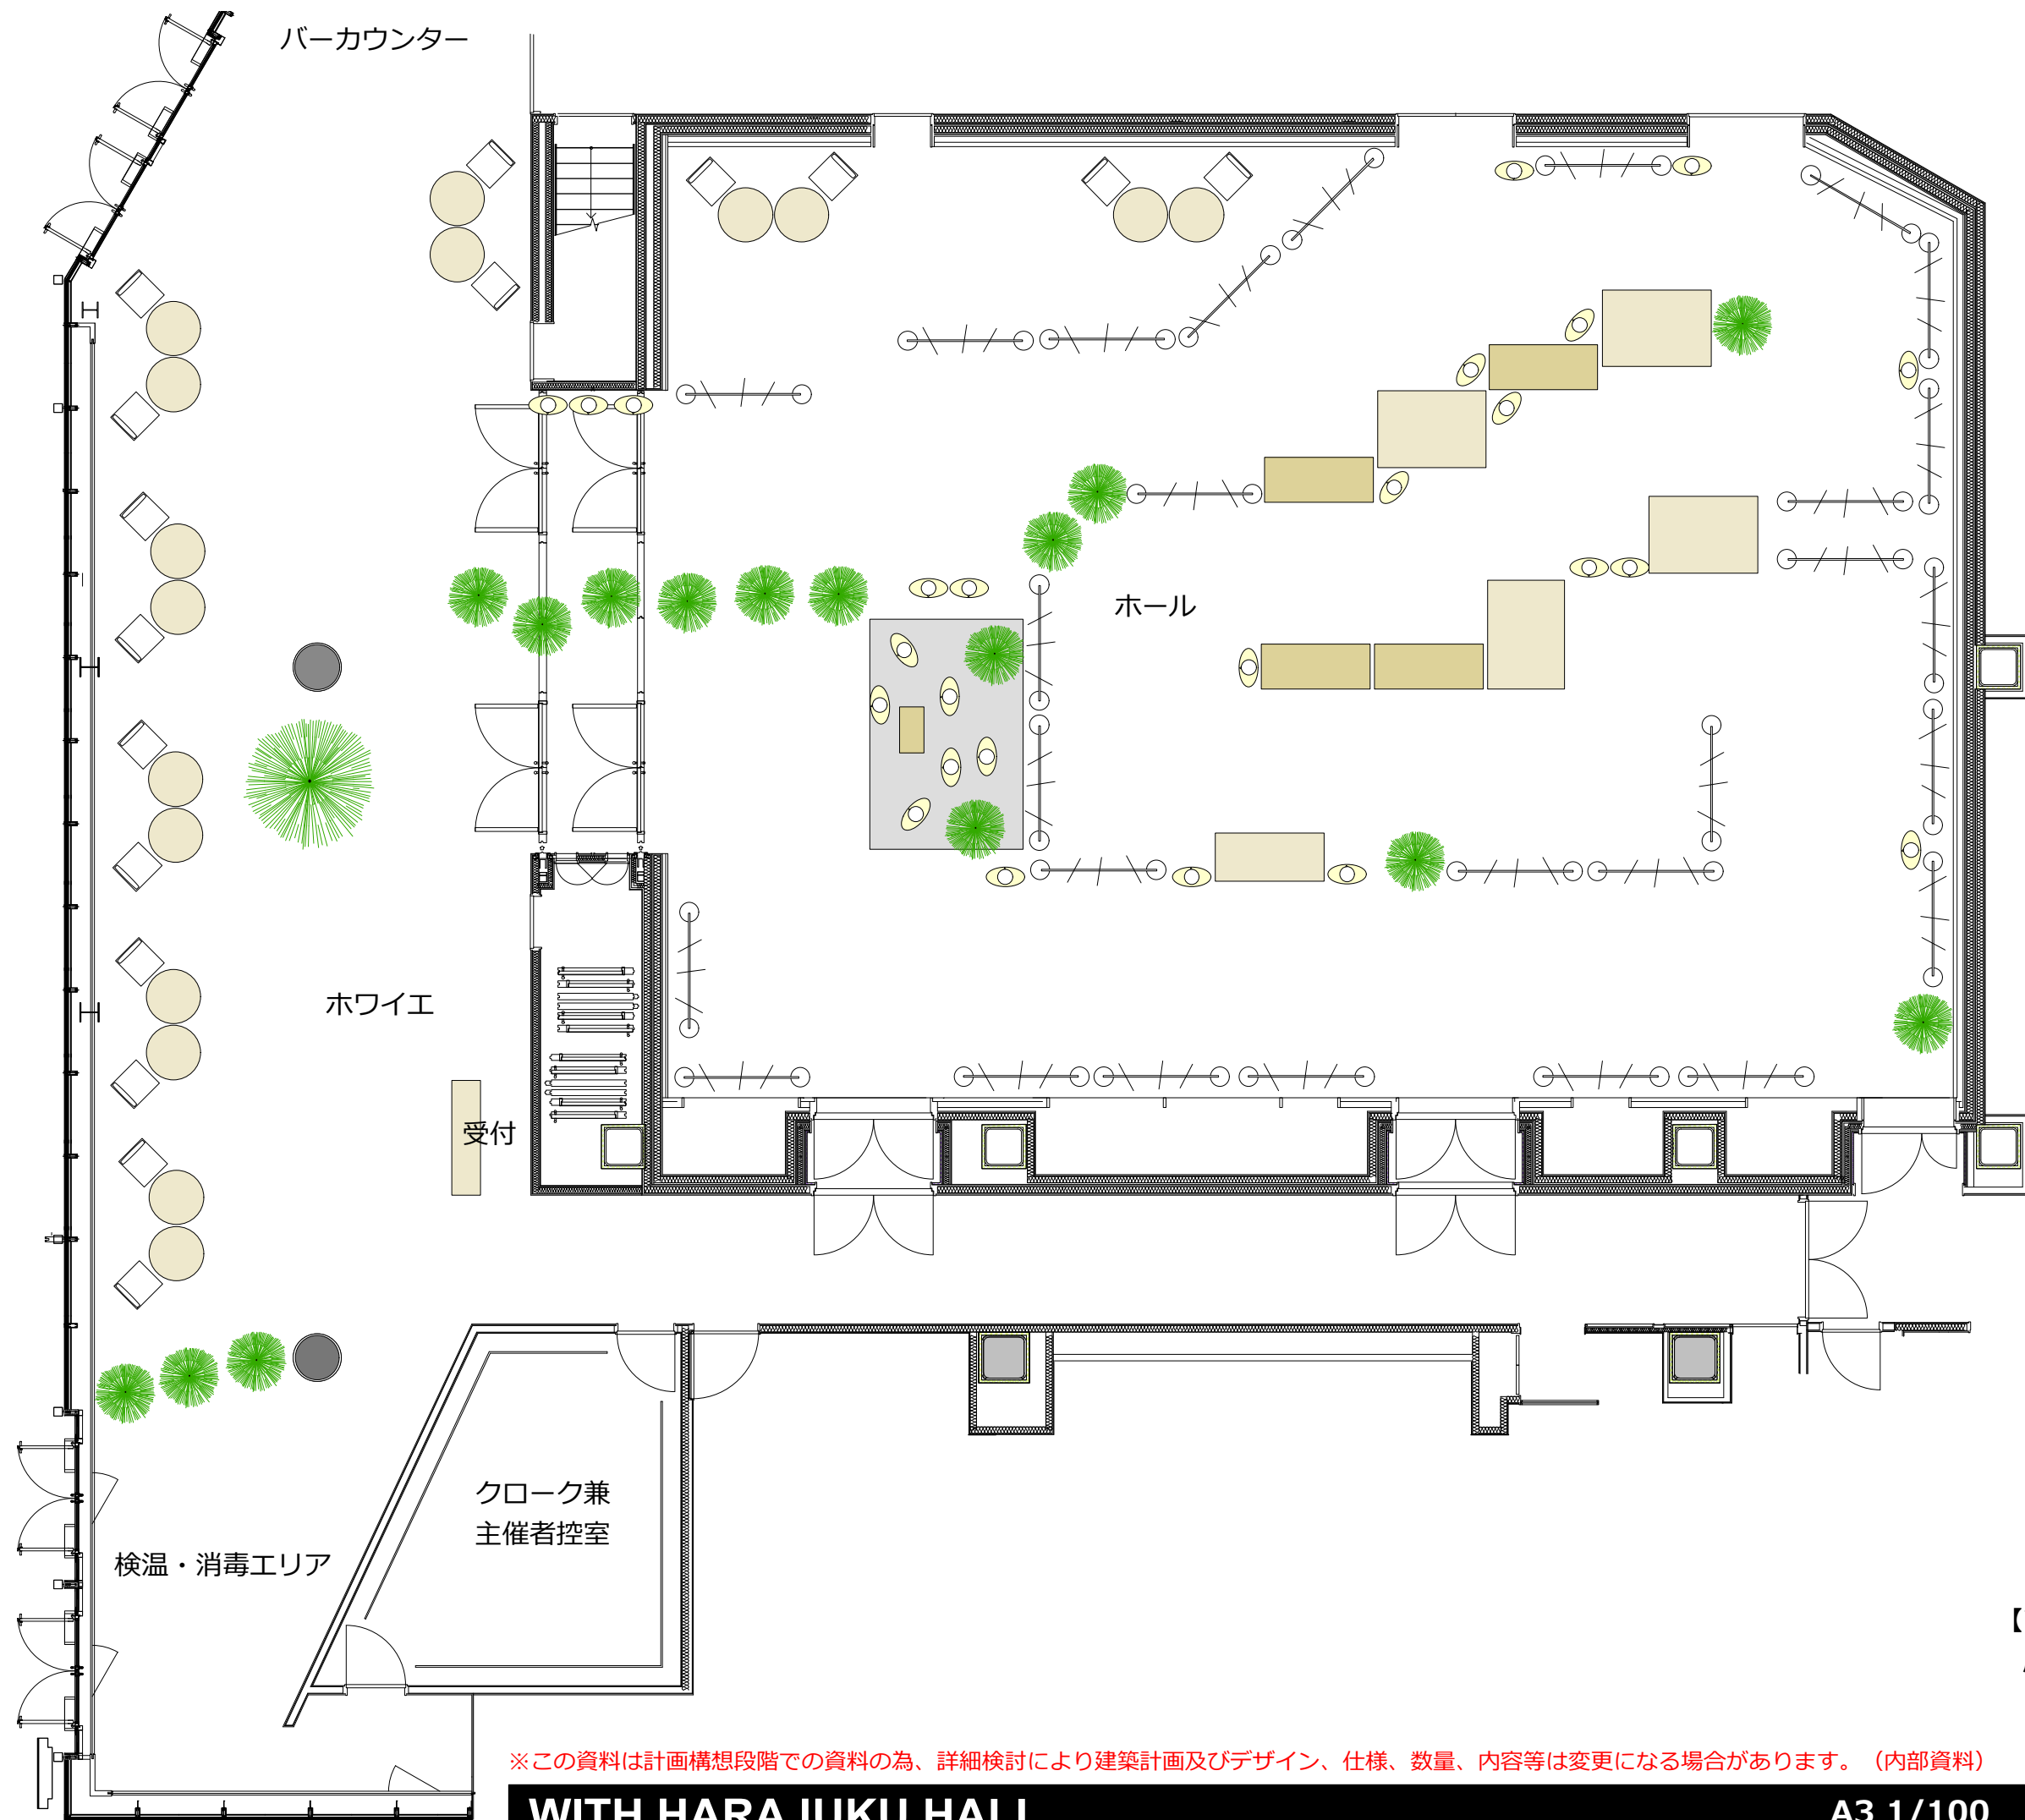 バーカウンター
ホール
ホワイエ
受付
クローク兼
主催者控室
検温・消毒エリア
【
※この資料は計画構想段階での資料の為、詳細検討により建築計画及びデザイン、仕様、数量、内容等は変更になる場合があります。（内部資料）
WITH HARAJUKU HALL
A3 1/100